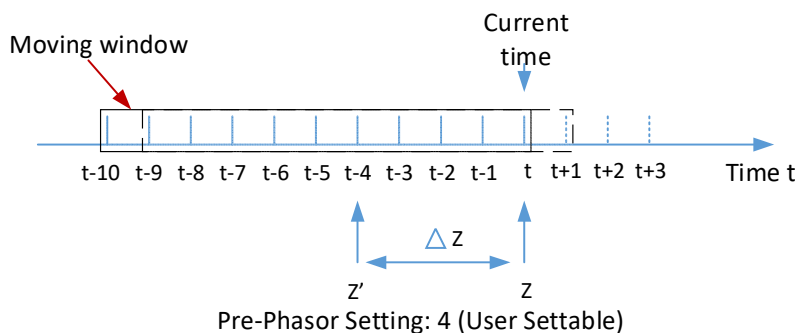 Current
time
Moving window
t-10 t-9 t-8 t-7 t-6 t-5 t-4 t-3 t-2 t-1 t t+1 t+2 t+3 Time t
△ Z
Z' Z
Pre-Phasor Setting: 4 (User Settable)